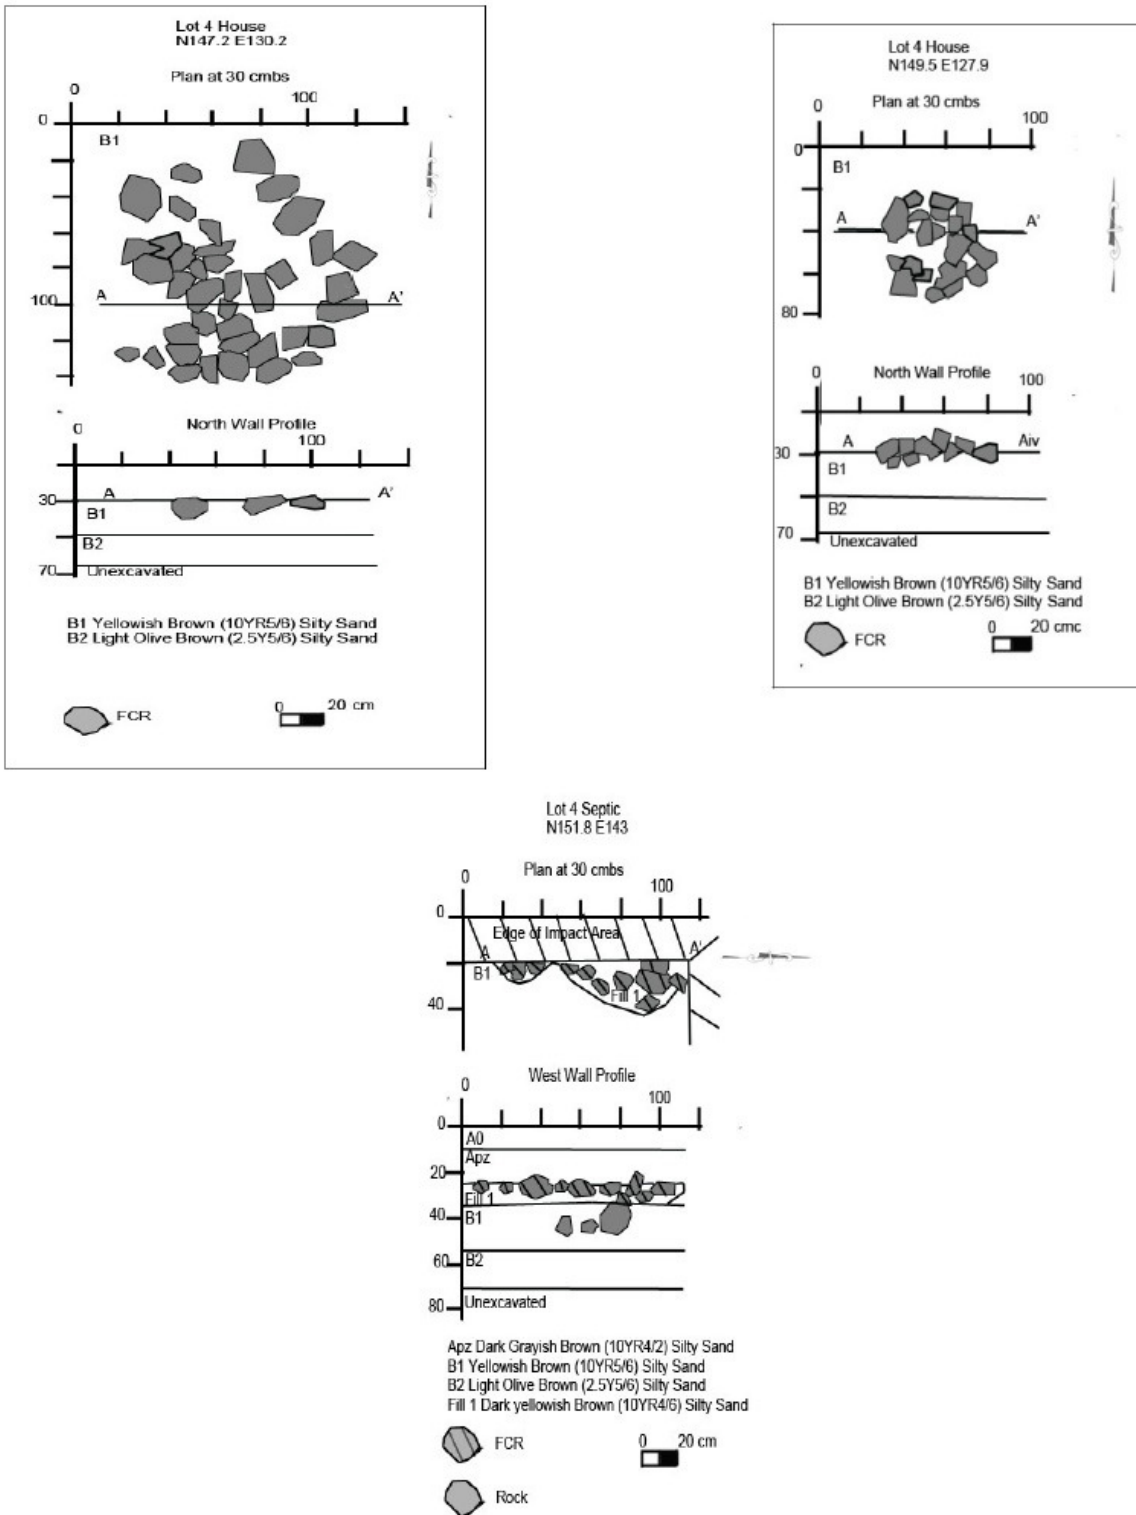 Lot 4 House
N147.2 E130.2
Plan at 30 cmbs
0 100
0
B1
100 A A'
North Wall Profile
0 100
30 A A'
B1
B2
70 Unexcavated
B1 Yellowish Brown (10YR5/6) Silty Sand
B2 Light Olive Brown (2.5Y5/6) Silty Sand
FCR 0 20 cm
Lot 4 House
N149.5 E127.9
Plan at 30 cmbs
0 100
0
B1
A A'
80
North Wall Profile
0 100
A Aiv
30
B1
B2
70 Unexcavated
B1 Yellowish Brown (10YR5/6) Silty Sand
B2 Light Olive Brown (2.5Y5/6) Silty Sand
FCR 0 20 cmc
Lot 4 Septic
N151.8 E143
Plan at 30 cmbs
0 100
0
Edge of Impact Area
A A'
20 B1
Fill 1
40
West Wall Profile
0 100
0
A0
Apz
20
Fill 1
40 B1
60 B2
80 Unexcavated
Apz Dark Grayish Brown (10YR4/2) Silty Sand
B1 Yellowish Brown (10YR5/6) Silty Sand
B2 Light Olive Brown (2.5Y5/6) Silty Sand
Fill 1 Dark yellowish Brown (10YR4/6) Silty Sand
FCR 0 20 cm
Rock